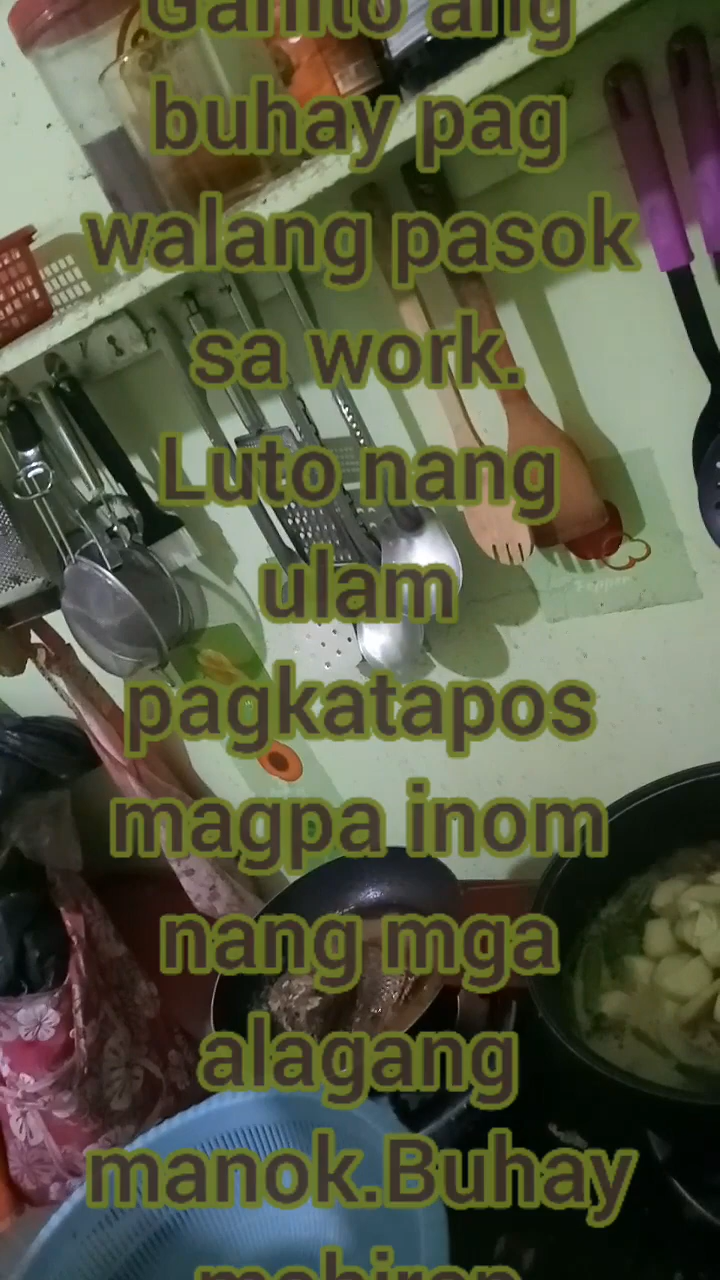 Ganito ang
buhay pag
walang pasok
sa work.
Luto nang
ulam
pagkatapos
magpa inom
nang mga
alagang
manok.Buhay
Pepper